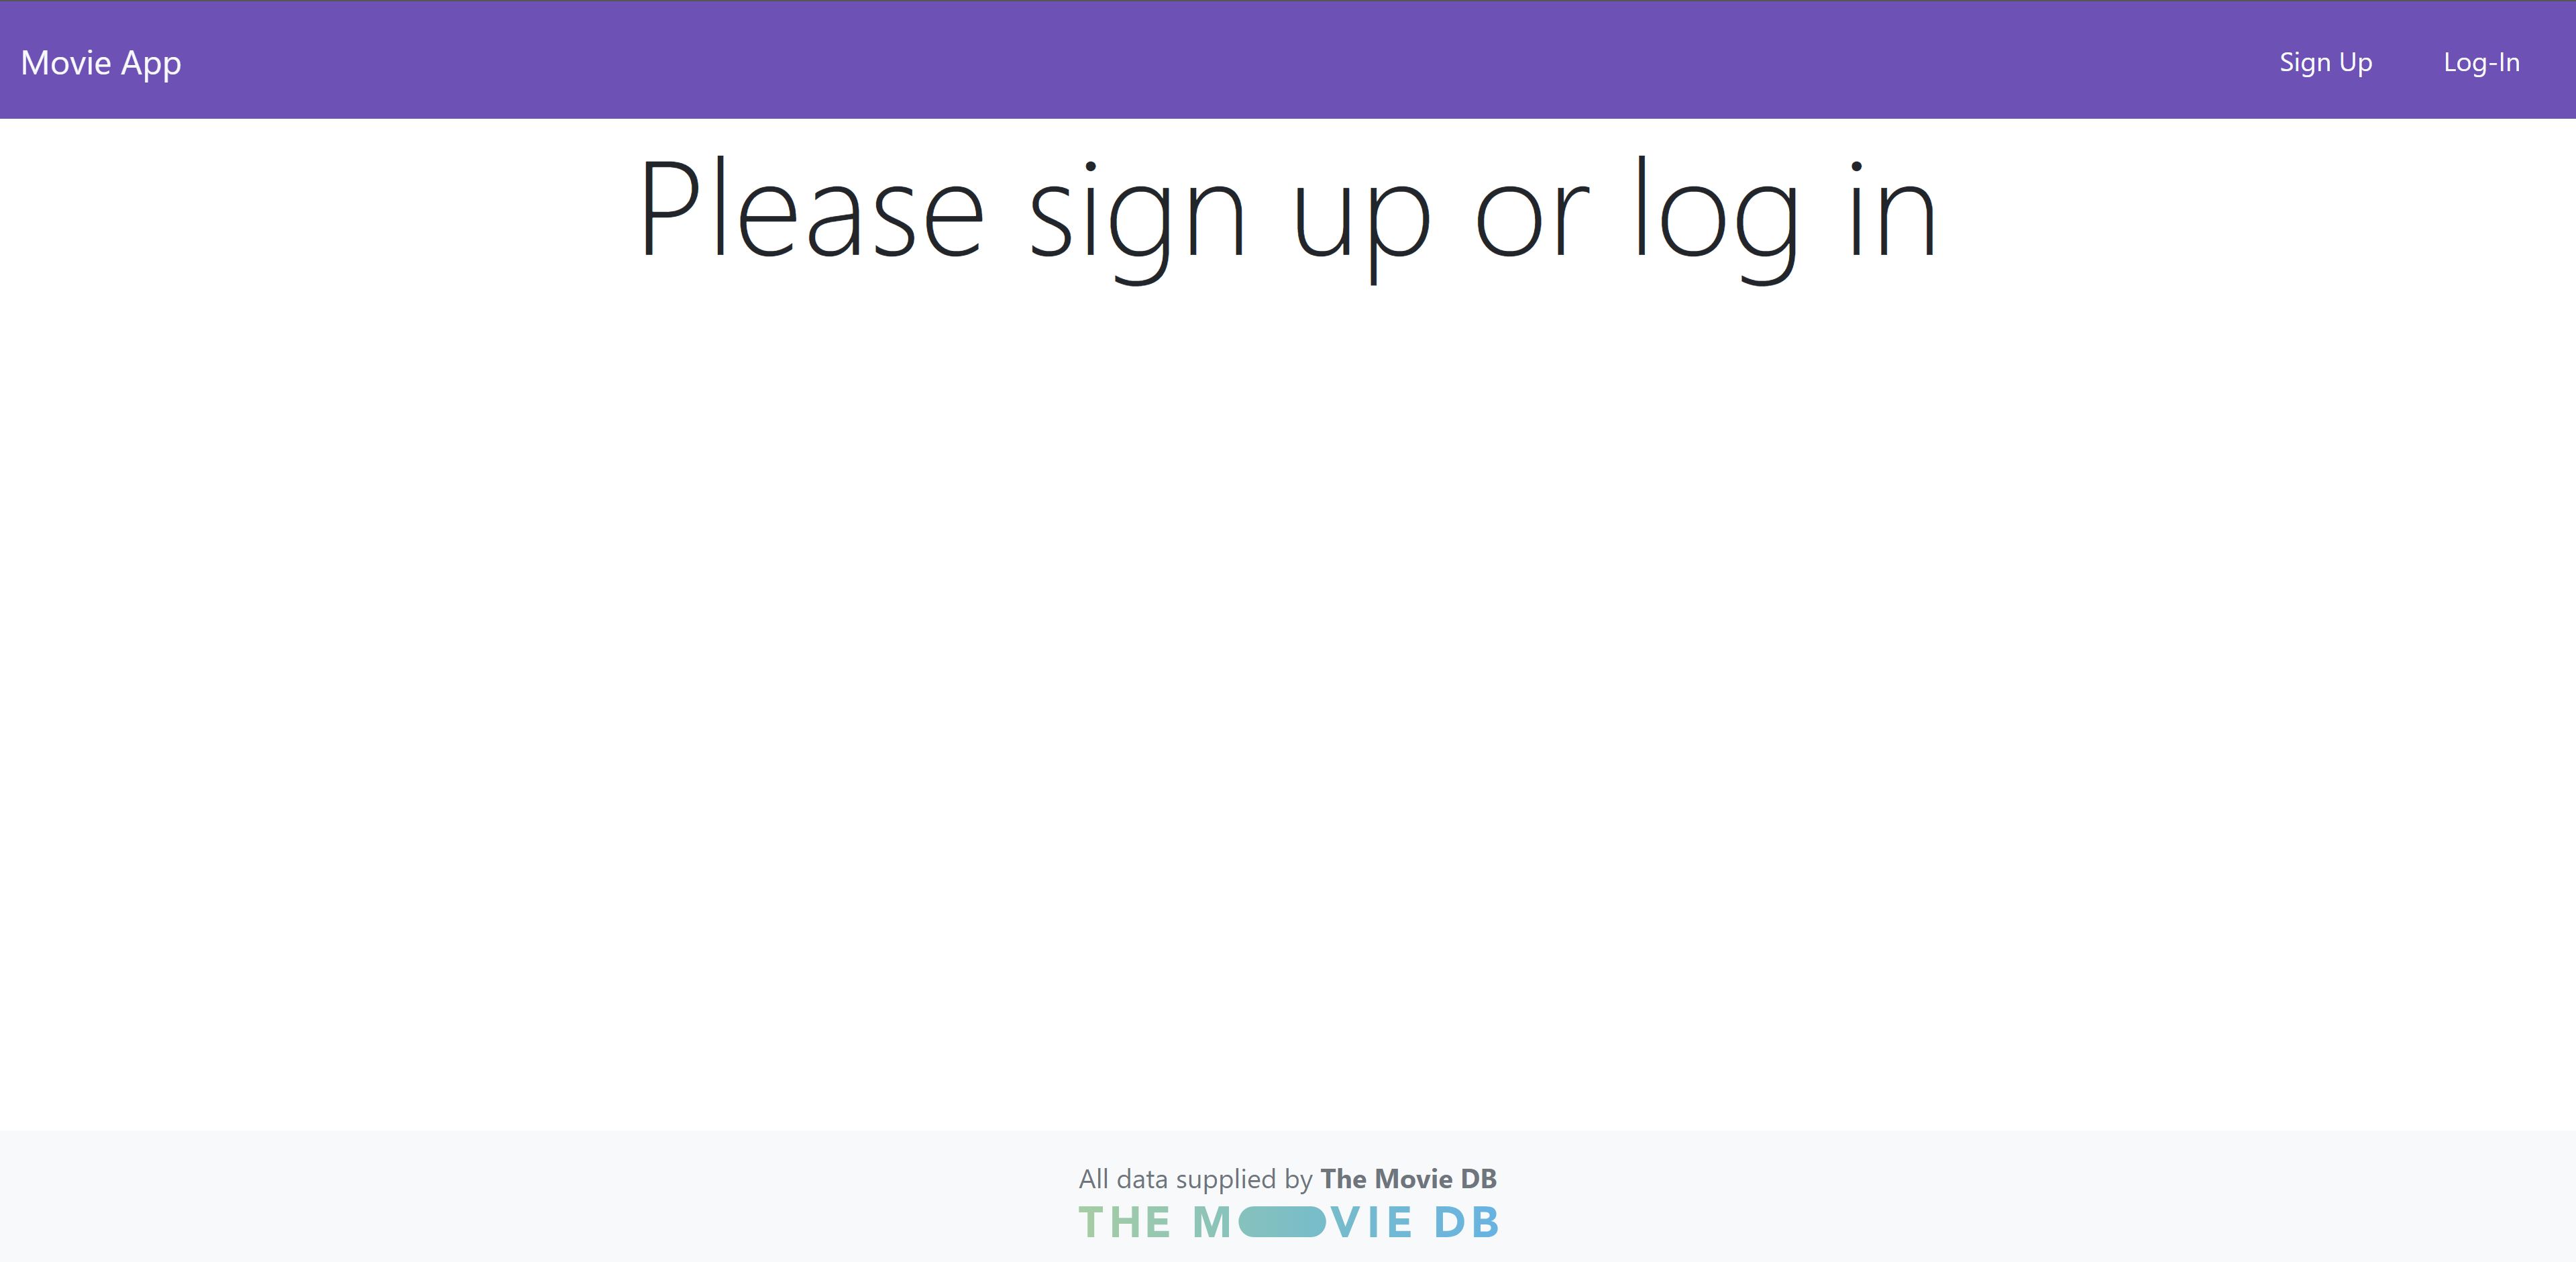 Movie App
Sign Up
Log-In
Please sign up or log in
All data supplied by The Movie DB
THE MOVIE DB